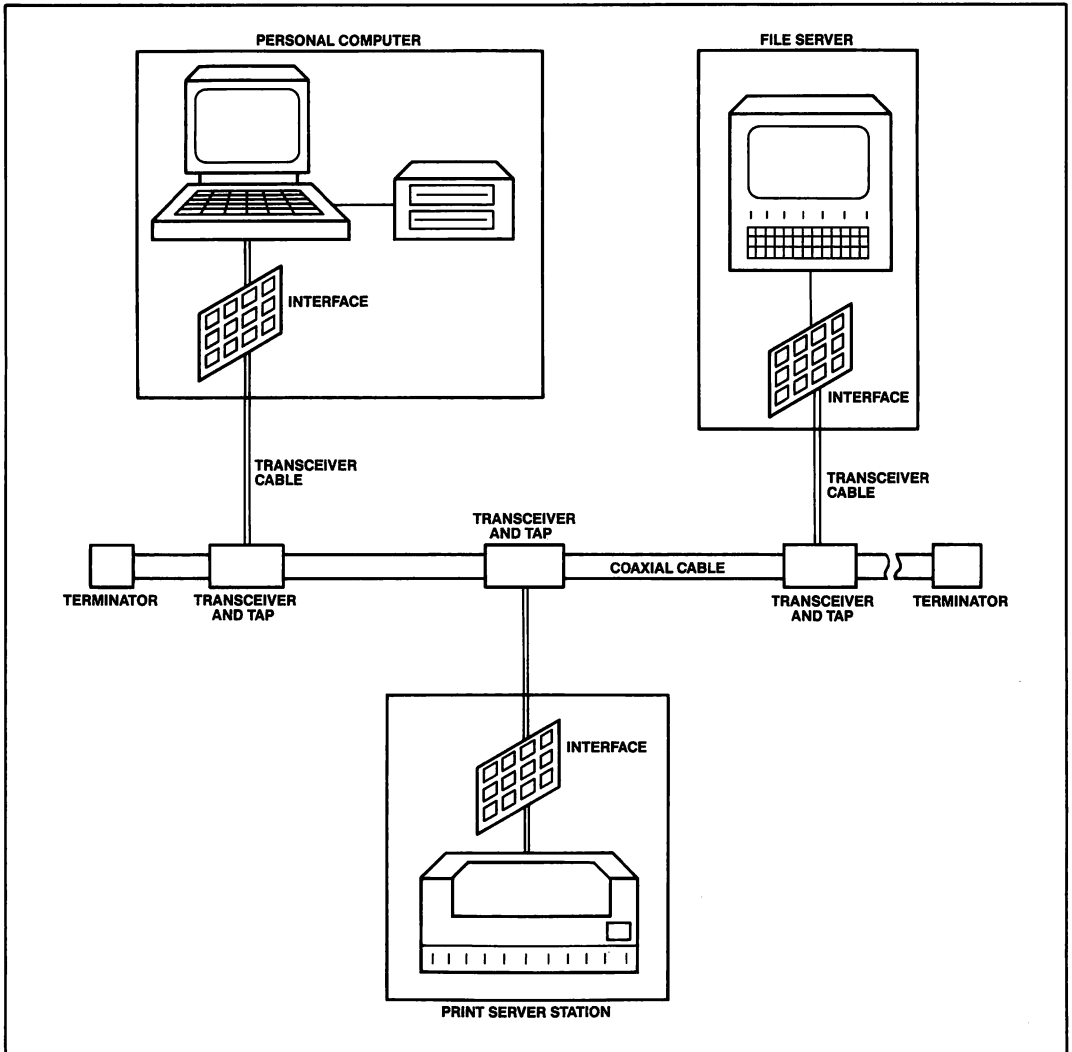 PERSONAL COMPUTER
FILE SERVER
INTERFACE
INTERFACE
TRANSCEIVER
CABLE
TRANSCEIVER
CABLE
TRANSCEIVER
AND TAP
COAXIAL CABLE
TERMINATOR
TRANSCEIVER
AND TAP
TRANSCEIVER
AND TAP
TERMINATOR
INTERFACE
PRINT SERVER STATION